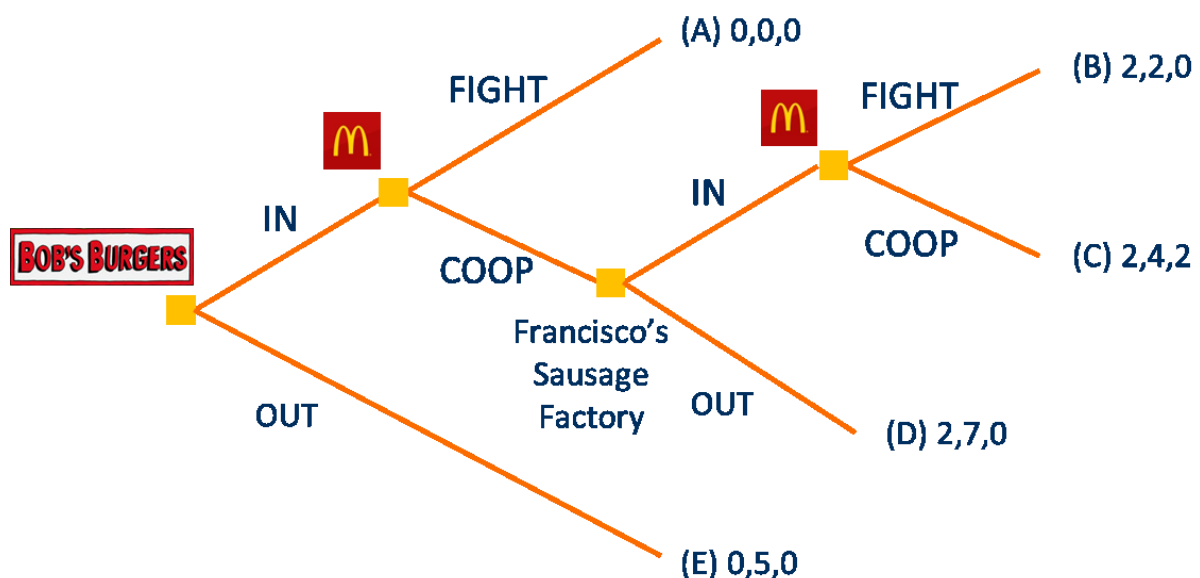 (A) 0,0,0
(B) 2,2,0
FIGHT
FIGHT
M
M
IN
IN
BOB'S BURGERS
COOP
COOP
(C) 2,4,2
Francisco's
Sausage
Factory
OUT
OUT
(D) 2,7,0
(E) 0,5,0